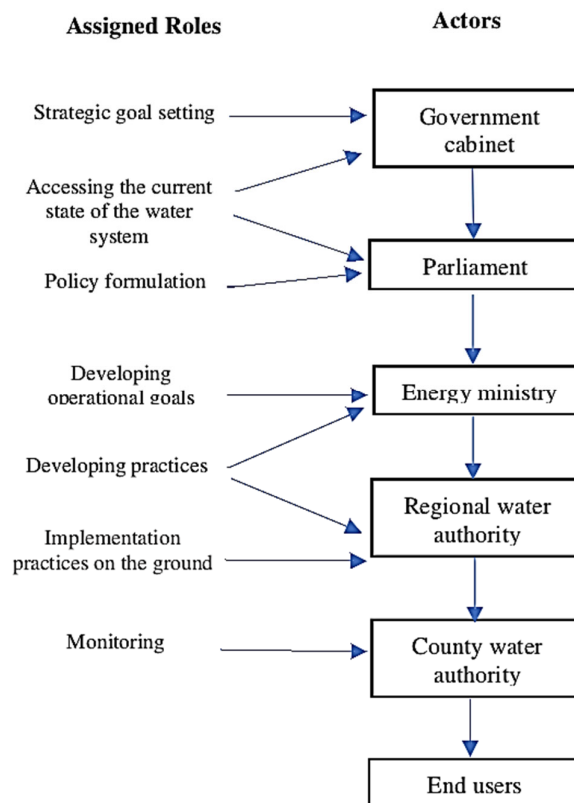 Assigned Roles
Actors
Strategic goal setting
Government
cabinet
Accessing the current
state of the water
system
Parliament
Policy formulation
Developing
operational goals
Energy ministry
Developing practices
Regional water
authority
Implementation
practices on the ground
Monitoring
County water
authority
End users